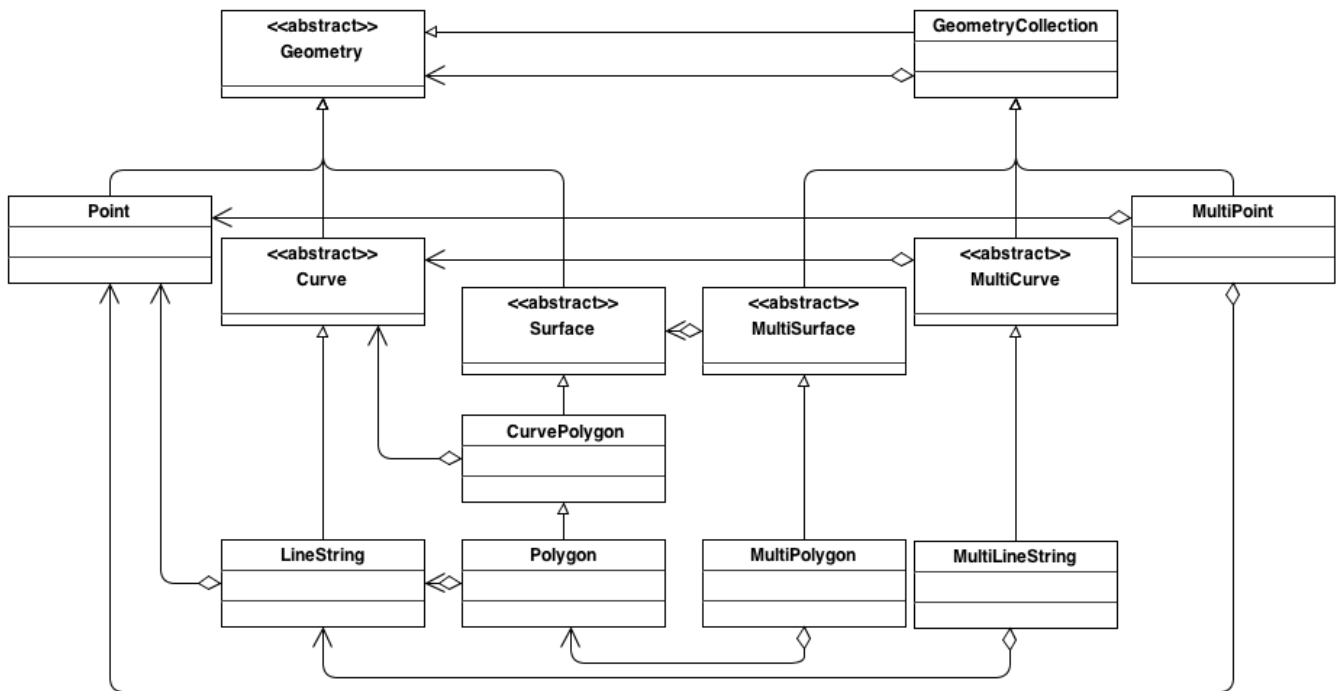 <<abstract>>
Geometry
GeometryCollection
Point
MultiPoint
<<abstract>>
Curve
<<abstract>>
MultiCurve
<<abstract>>
Surface
<<abstract>>
MultiSurface
CurvePolygon
LineString
Polygon
MultiPolygon
MultiLineString